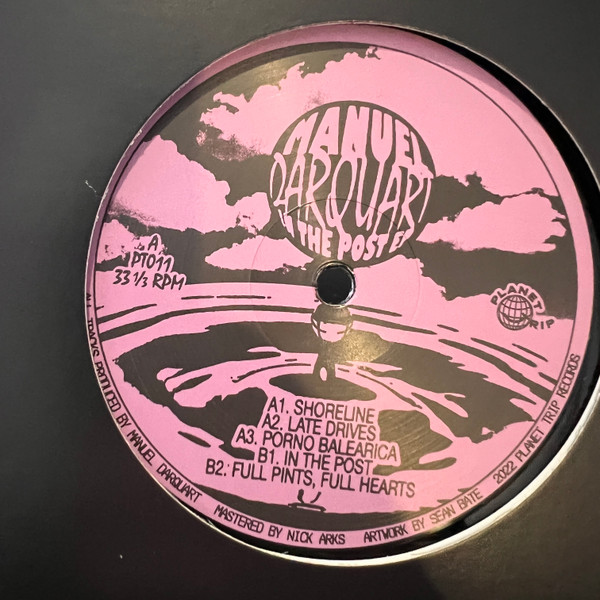 MANUEL
DARQUART
IN THE POST EP
A
PT011
33 1/3 RPM
PLANET
TRIP
A1. SHORELINE
A2. LATE DRIVES
A3. PORNO BALEARICA
B1. IN THE POST
B2. FULL PINTS, FULL HEARTS
ALL TRACKS PRODUCED BY MANUEL DARQUART MASTERED BY NICK ARKS ARTWORK BY SEAN BATE 2022 PLANET TRIP RECORDS